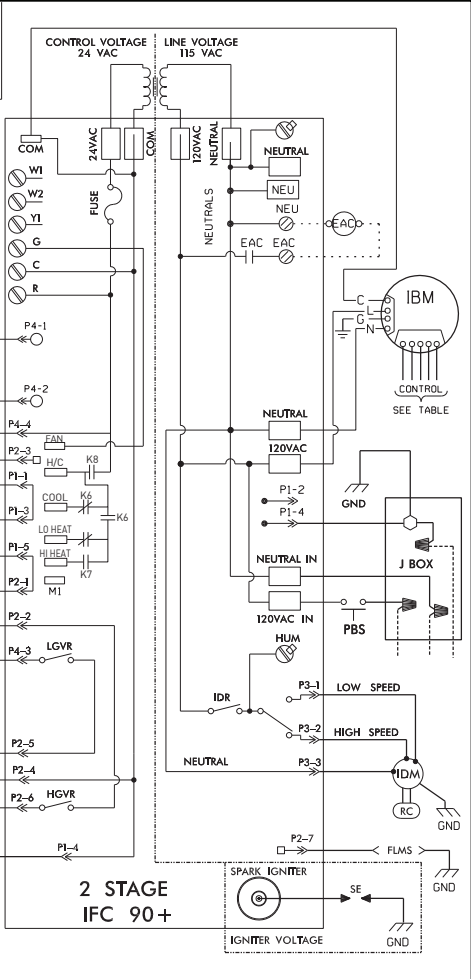 CONTROL VOLTAGE
24 VAC
LINE VOLTAGE
115 VAC
COM
24VAC
COM
120VAC
NEUTRAL
NEUTRAL
NEU
NEU
NEUTRALS
EAC
EAC
EAC
FUSE
W1
W2
Y1
G
C
R
C
L
G
N
IBM
CONTROL
SEE TABLE
P4-1
P4-2
P4-4
P2-3
P1-1
P1-3
P1-5
P2-1
P2-2
P4-3
P2-5
P2-4
P2-6
P1-4
FAN
H/C
COOL
LO HEAT
HI HEAT
M1
K8
K6
K6
K7
LGVR
HGVR
NEUTRAL
120VAC
P1-2
P1-4
GND
J BOX
NEUTRAL IN
120VAC IN
PBS
HUM
IDR
P3-1
LOW SPEED
P3-2
HIGH SPEED
NEUTRAL
P3-3
IDM
RC
GND
P2-7
FLMS
GND
2 STAGE
IFC 90+
SPARK IGNITER
SE
GND
IGNITER VOLTAGE